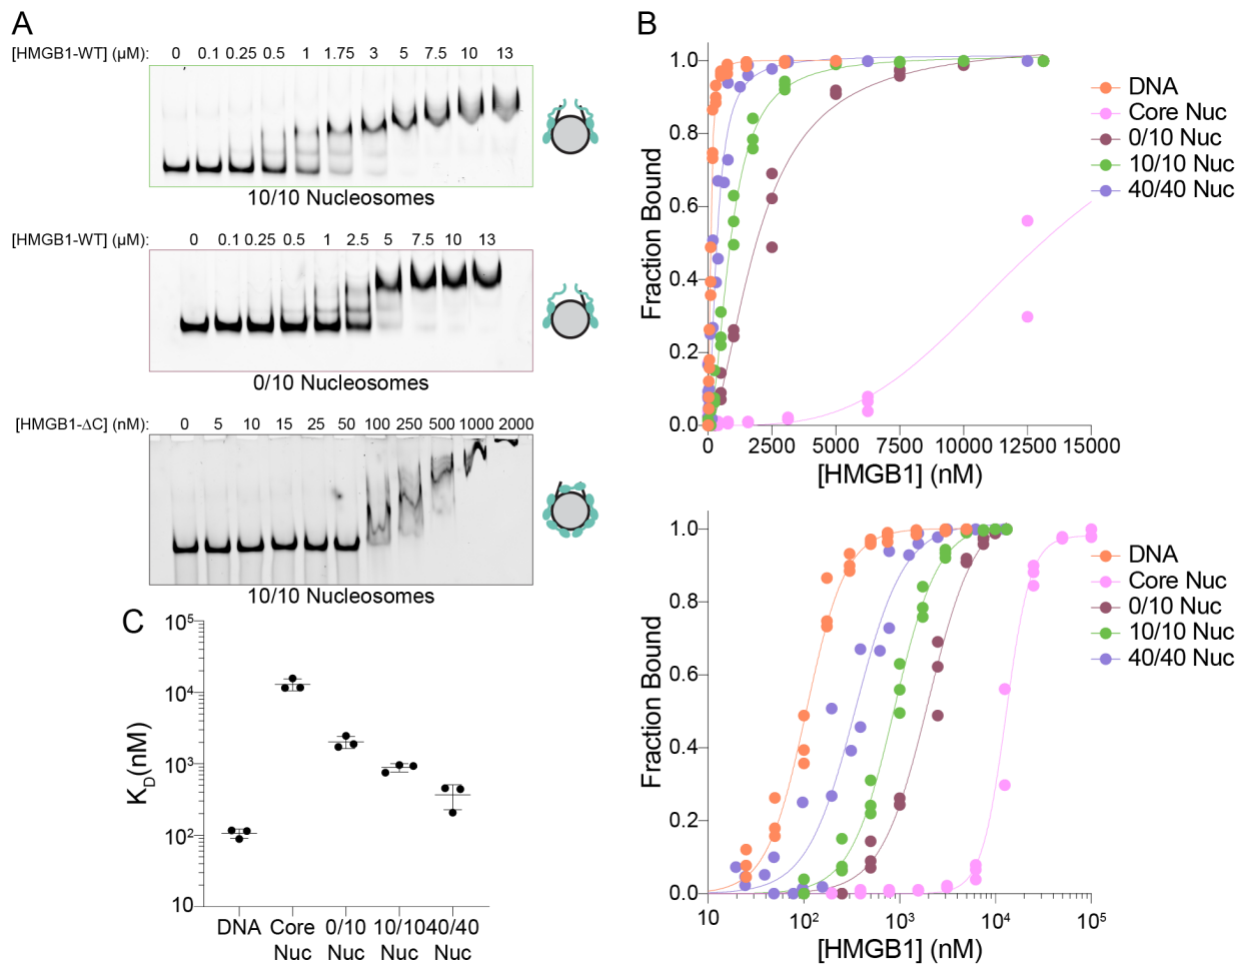 A
[HMGB1-WT] (µM): 0 0.1 0.25 0.5 1 1.75 3 5 7.5 10 13
10/10 Nucleosomes
[HMGB1-WT] (µM): 0 0.1 0.25 0.5 1 2.5 5 7.5 10 13
0/10 Nucleosomes
[HMGB1-ΔC] (nM): 0 5 10 15 25 50 100 250 500 1000 2000
10/10 Nucleosomes
B
Fraction Bound
1.0
0.8
0.6
0.4
0.2
0.0
0 2500 5000 7500 10000 12500 15000
[HMGB1] (nM)
DNA
Core Nuc
0/10 Nuc
10/10 Nuc
40/40 Nuc
Fraction Bound
1.0
0.8
0.6
0.4
0.2
0.0
10 10² 10³ 10⁴ 10⁵
[HMGB1] (nM)
DNA
Core Nuc
0/10 Nuc
10/10 Nuc
40/40 Nuc
C
K_D(nM)
10⁵
10⁴
10³
10²
10
DNA Core 0/10 10/10 40/40
Nuc Nuc Nuc Nuc